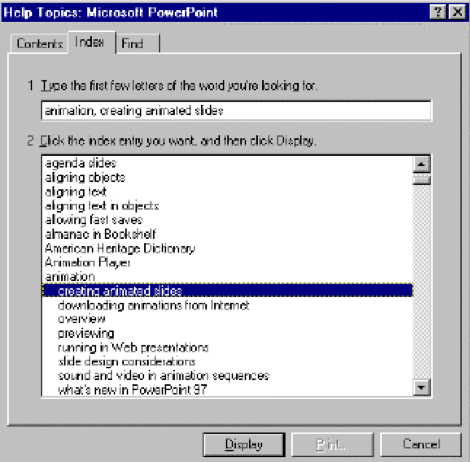 Help Topics: Microsoft PowerPoint
Contents Index Find
1 Type the first few letters of the word you're looking for.
animation, creating animated slides
2 Click the index entry you want, and then click Display.
agenda slides
aligning objects
aligning text
aligning text in objects
allowing fast saves
almanac in Bookshelf
American Heritage Dictionary
Animation Player
animation
creating animated slides
downloading animations from Internet
overview
previewing
running in Web presentations
slide design considerations
sound and video in animation sequences
what's new in PowerPoint 97
Display Print... Cancel